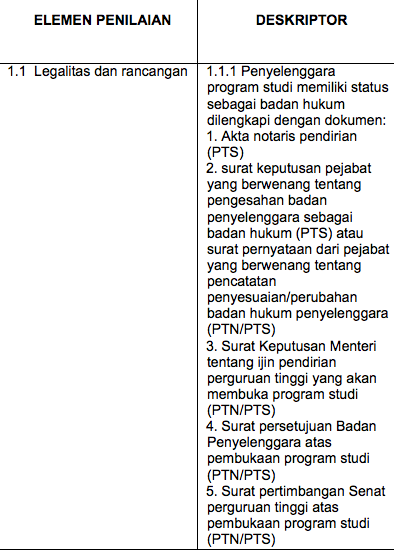 ELEMEN PENILAIAN
DESKRIPTOR
1.1 Legalitas dan rancangan
1.1.1 Penyelenggara
program studi memiliki status
sebagai badan hukum
dilengkapi dengan dokumen:
1. Akta notaris pendirian
(PTS)
2. surat keputusan pejabat
yang berwenang tentang
pengesahan badan
penyelenggara sebagai
badan hukum (PTS) atau
surat pernyataan dari pejabat
yang berwenang tentang
pencatatan
penyesuaian/perubahan
badan hukum penyelenggara
(PTN/PTS)
3. Surat Keputusan Menteri
tentang ijin pendirian
perguruan tinggi yang akan
membuka program studi
(PTN/PTS)
4. Surat persetujuan Badan
Penyelenggara atas
pembukaan program studi
(PTN/PTS)
5. Surat pertimbangan Senat
perguruan tinggi atas
pembukaan program studi
(PTN/PTS)